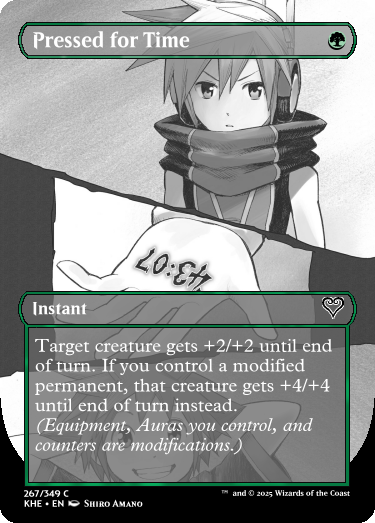 Pressed for Time
43:07
Instant
Target creature gets +2/+2 until end
of turn. If you control a modified
permanent, that creature gets +4/+4
until end of turn instead.
(Equipment, Auras you control, and
counters are modifications.)
267/349 C
KHE • EN Shiro Amano
™ and © 2025 Wizards of the Coast